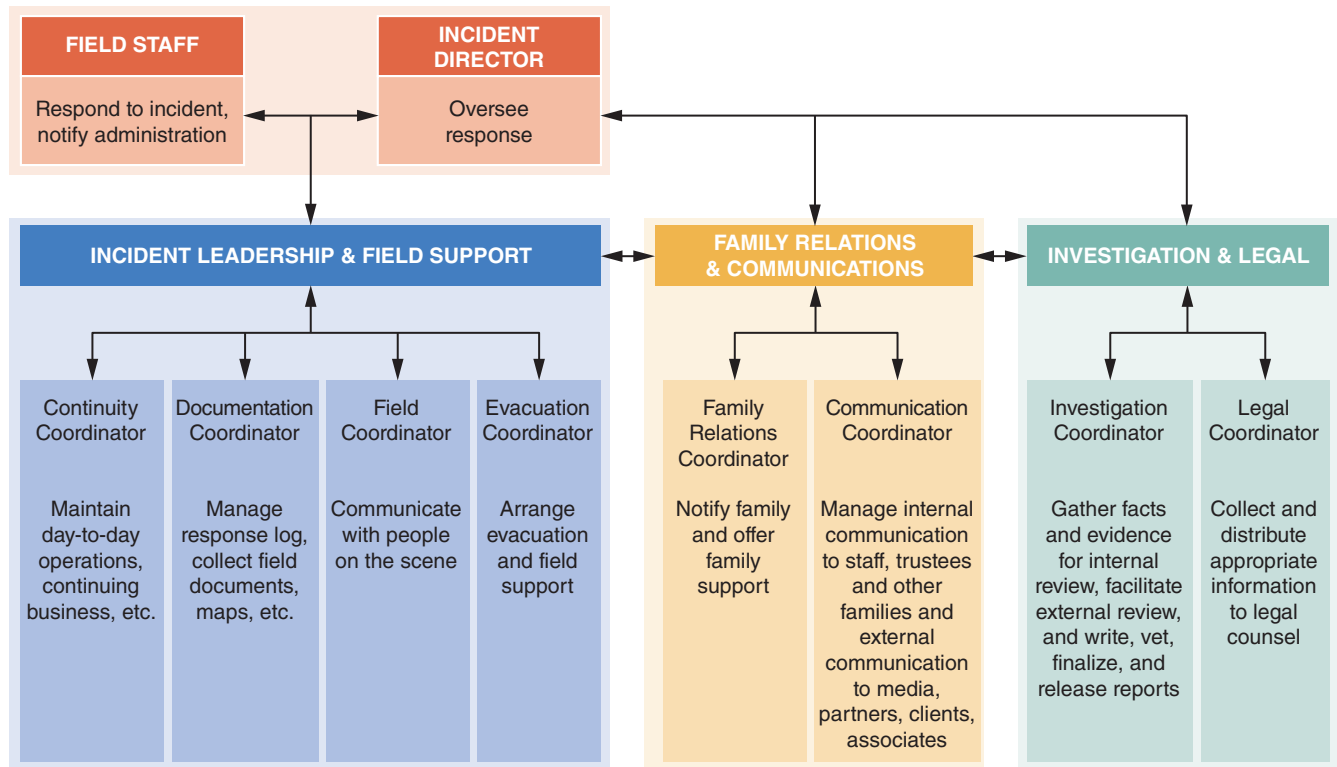 FIELD STAFF
Respond to incident,
notify administration
INCIDENT
DIRECTOR
Oversee
response
INCIDENT LEADERSHIP & FIELD SUPPORT
Continuity
Coordinator
Maintain
day-to-day
operations,
continuing
business, etc.
Documentation
Coordinator
Manage
response log,
collect field
documents,
maps, etc.
Field
Coordinator
Communicate
with people
on the scene
Evacuation
Coordinator
Arrange
evacuation
and field
support
FAMILY RELATIONS
& COMMUNICATIONS
Family
Relations
Coordinator
Notify family
and offer
family
support
Communication
Coordinator
Manage internal
communication
to staff, trustees
and other
families and
external
communication
to media,
partners, clients,
associates
INVESTIGATION & LEGAL
Investigation
Coordinator
Gather facts
and evidence
for internal
review, facilitate
external review,
and write, vet,
finalize, and
release reports
Legal
Coordinator
Collect and
distribute
appropriate
information
to legal
counsel